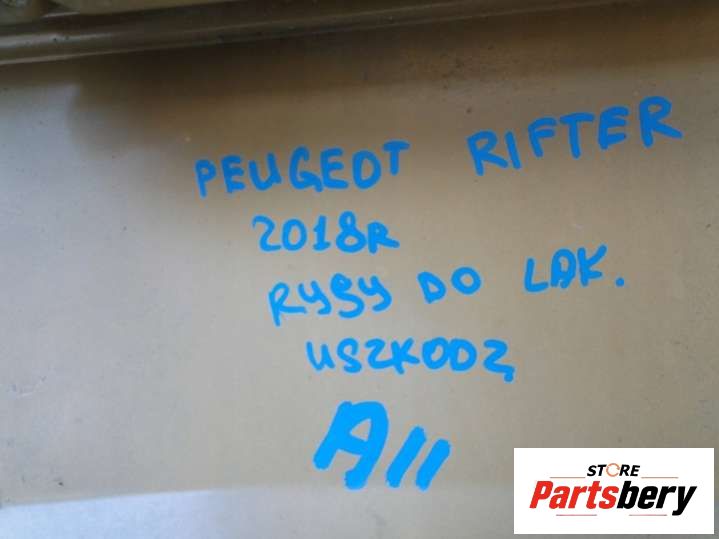 PEUGEOT RIFTER
2018R
RYSY DO LAK.
USZKODZ
A11
STORE
Partsbery